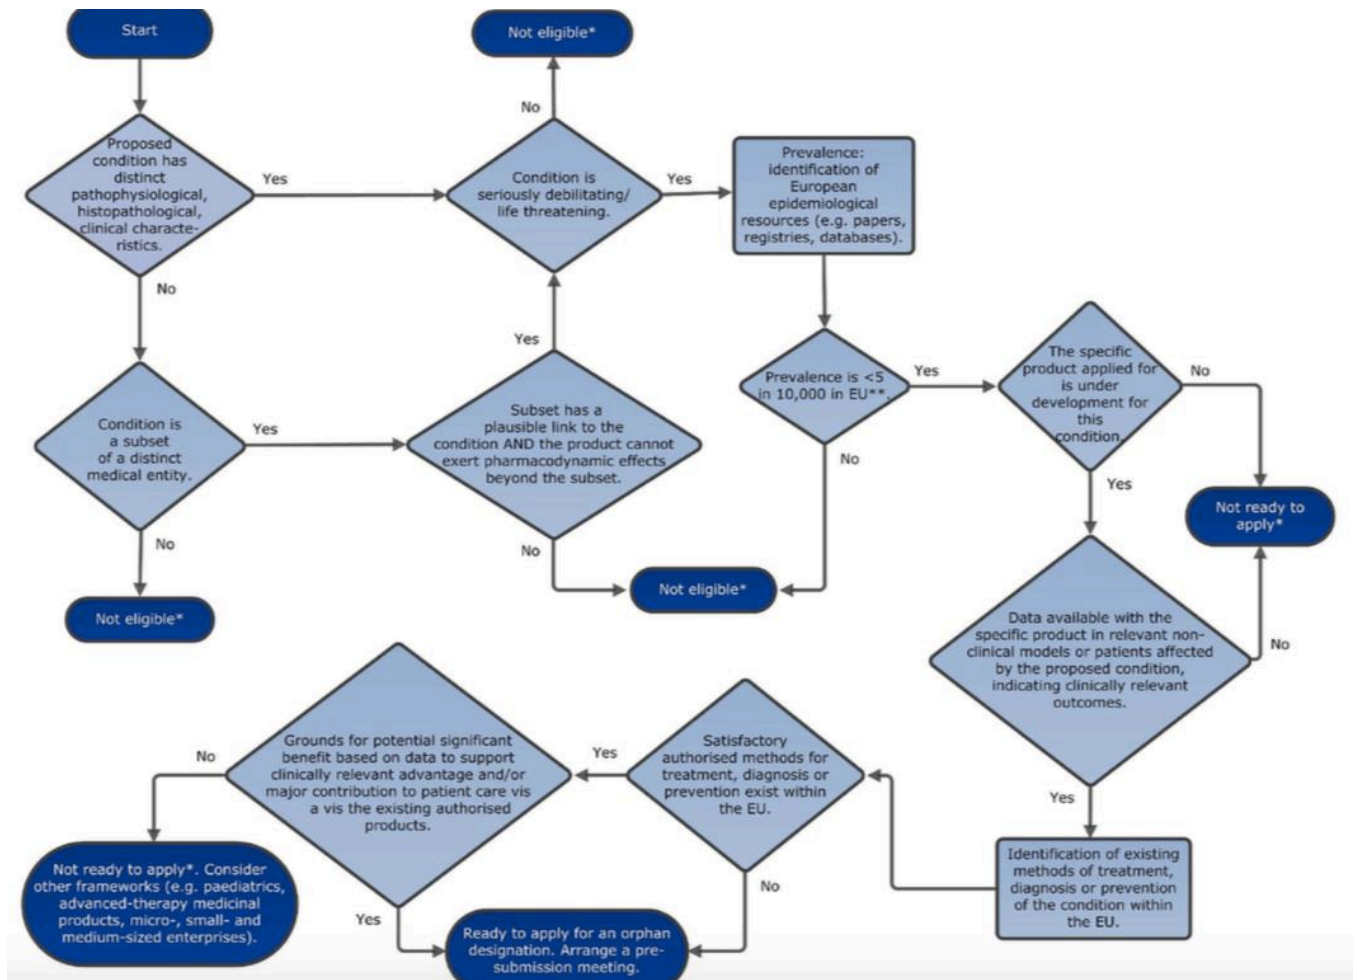 Start
Not eligible*
No
Proposed
condition has
distinct
pathophysiological,
histopathological,
clinical characte-
ristics.
Yes
Condition is
seriously debilitating/
life threatening.
Yes
Prevalence:
identification of
European
epidemiological
resources (e.g. papers,
registries, databases).
No
Yes
Condition is
a subset
of a distinct
medical entity.
Yes
Subset has a
plausible link to the
condition AND the product cannot
exert pharmacodynamic effects
beyond the subset.
Prevalence is <5
in 10,000 in EU**.
Yes
The specific
product applied for
is under
development for
this
condition.
No
No
Yes
Not ready to
apply*
No
No
Not eligible*
Not eligible*
Data available with the
specific product in relevant non-
clinical models or patients affected
by the proposed condition,
indicating clinically relevant
outcomes.
No
Yes
Identification of existing
methods of treatment,
diagnosis or prevention
of the condition within
the EU.
Satisfactory
authorised methods for
treatment, diagnosis or
prevention exist within
the EU.
Yes
No
Grounds for potential significant
benefit based on data to support
clinically relevant advantage and/or
major contribution to patient care vis
a vis the existing authorised
products.
No
Yes
Not ready to apply*. Consider
other frameworks (e.g. paediatrics,
advanced-therapy medicinal
products, micro-, small- and
medium-sized enterprises).
Ready to apply for an orphan
designation. Arrange a pre-
submission meeting.